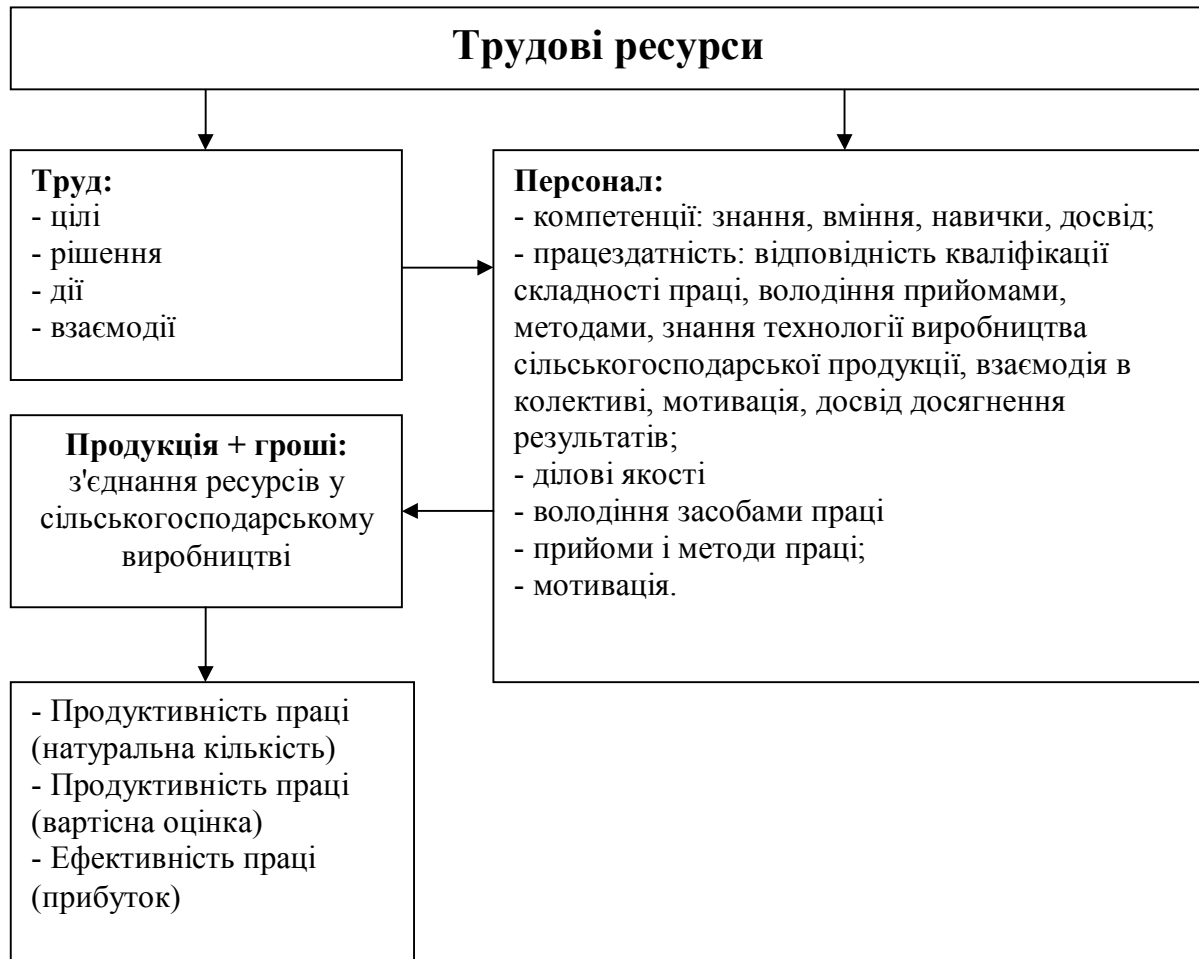 Трудові ресурси
Труд:
- цілі
- рішення
- дії
- взаємодії
Персонал:
- компетенції: знання, вміння, навички, досвід;
- працездатність: відповідність кваліфікації
складності праці, володіння прийомами,
методами, знання технології виробництва
сільськогосподарської продукції, взаємодія в
колективі, мотивація, досвід досягнення
результатів;
- ділові якості
- володіння засобами праці
- прийоми і методи праці;
- мотивація.
Продукція + гроші:
з'єднання ресурсів у
сільськогосподарському
виробництві
- Продуктивність праці
(натуральна кількість)
- Продуктивність праці
(вартісна оцінка)
- Ефективність праці
(прибуток)